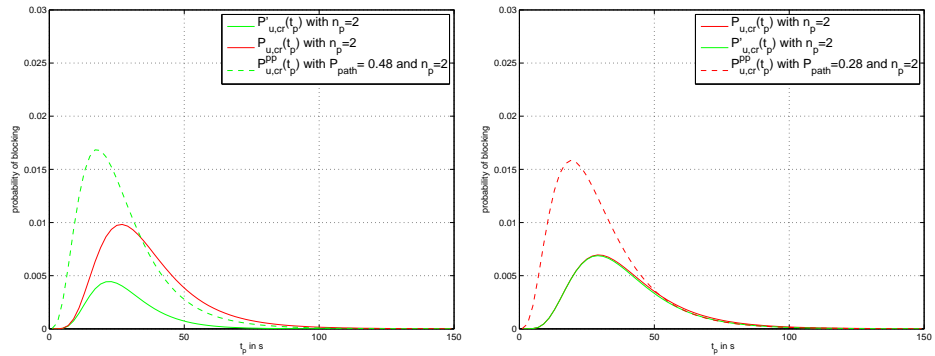 P'u,cr(tp) with np=2
Pu,cr(tp) with np=2
P^pp u,cr(tp) with Ppath= 0.48 and np=2
0.03
0.025
0.02
0.015
0.01
0.005
0
probability of blocking
0 50 100 150
tp in s
Pu,cr(tp) with np=2
P'u,cr(tp) with np=2
P^pp u,cr(tp) with Ppath=0.28 and np=2
0.03
0.025
0.02
0.015
0.01
0.005
0
probability of blocking
0 50 100 150
tp in s